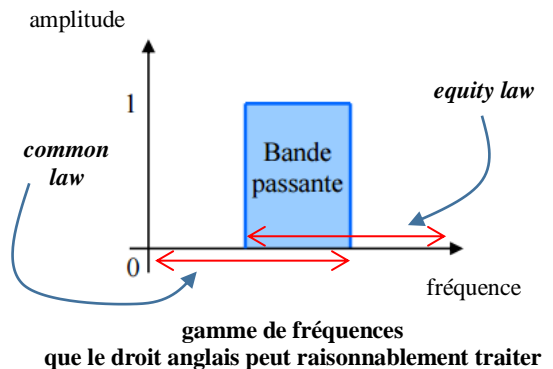 amplitude
1
equity law
common
law
Bande
passante
0
fréquence
gamme de fréquences
que le droit anglais peut raisonnablement traiter